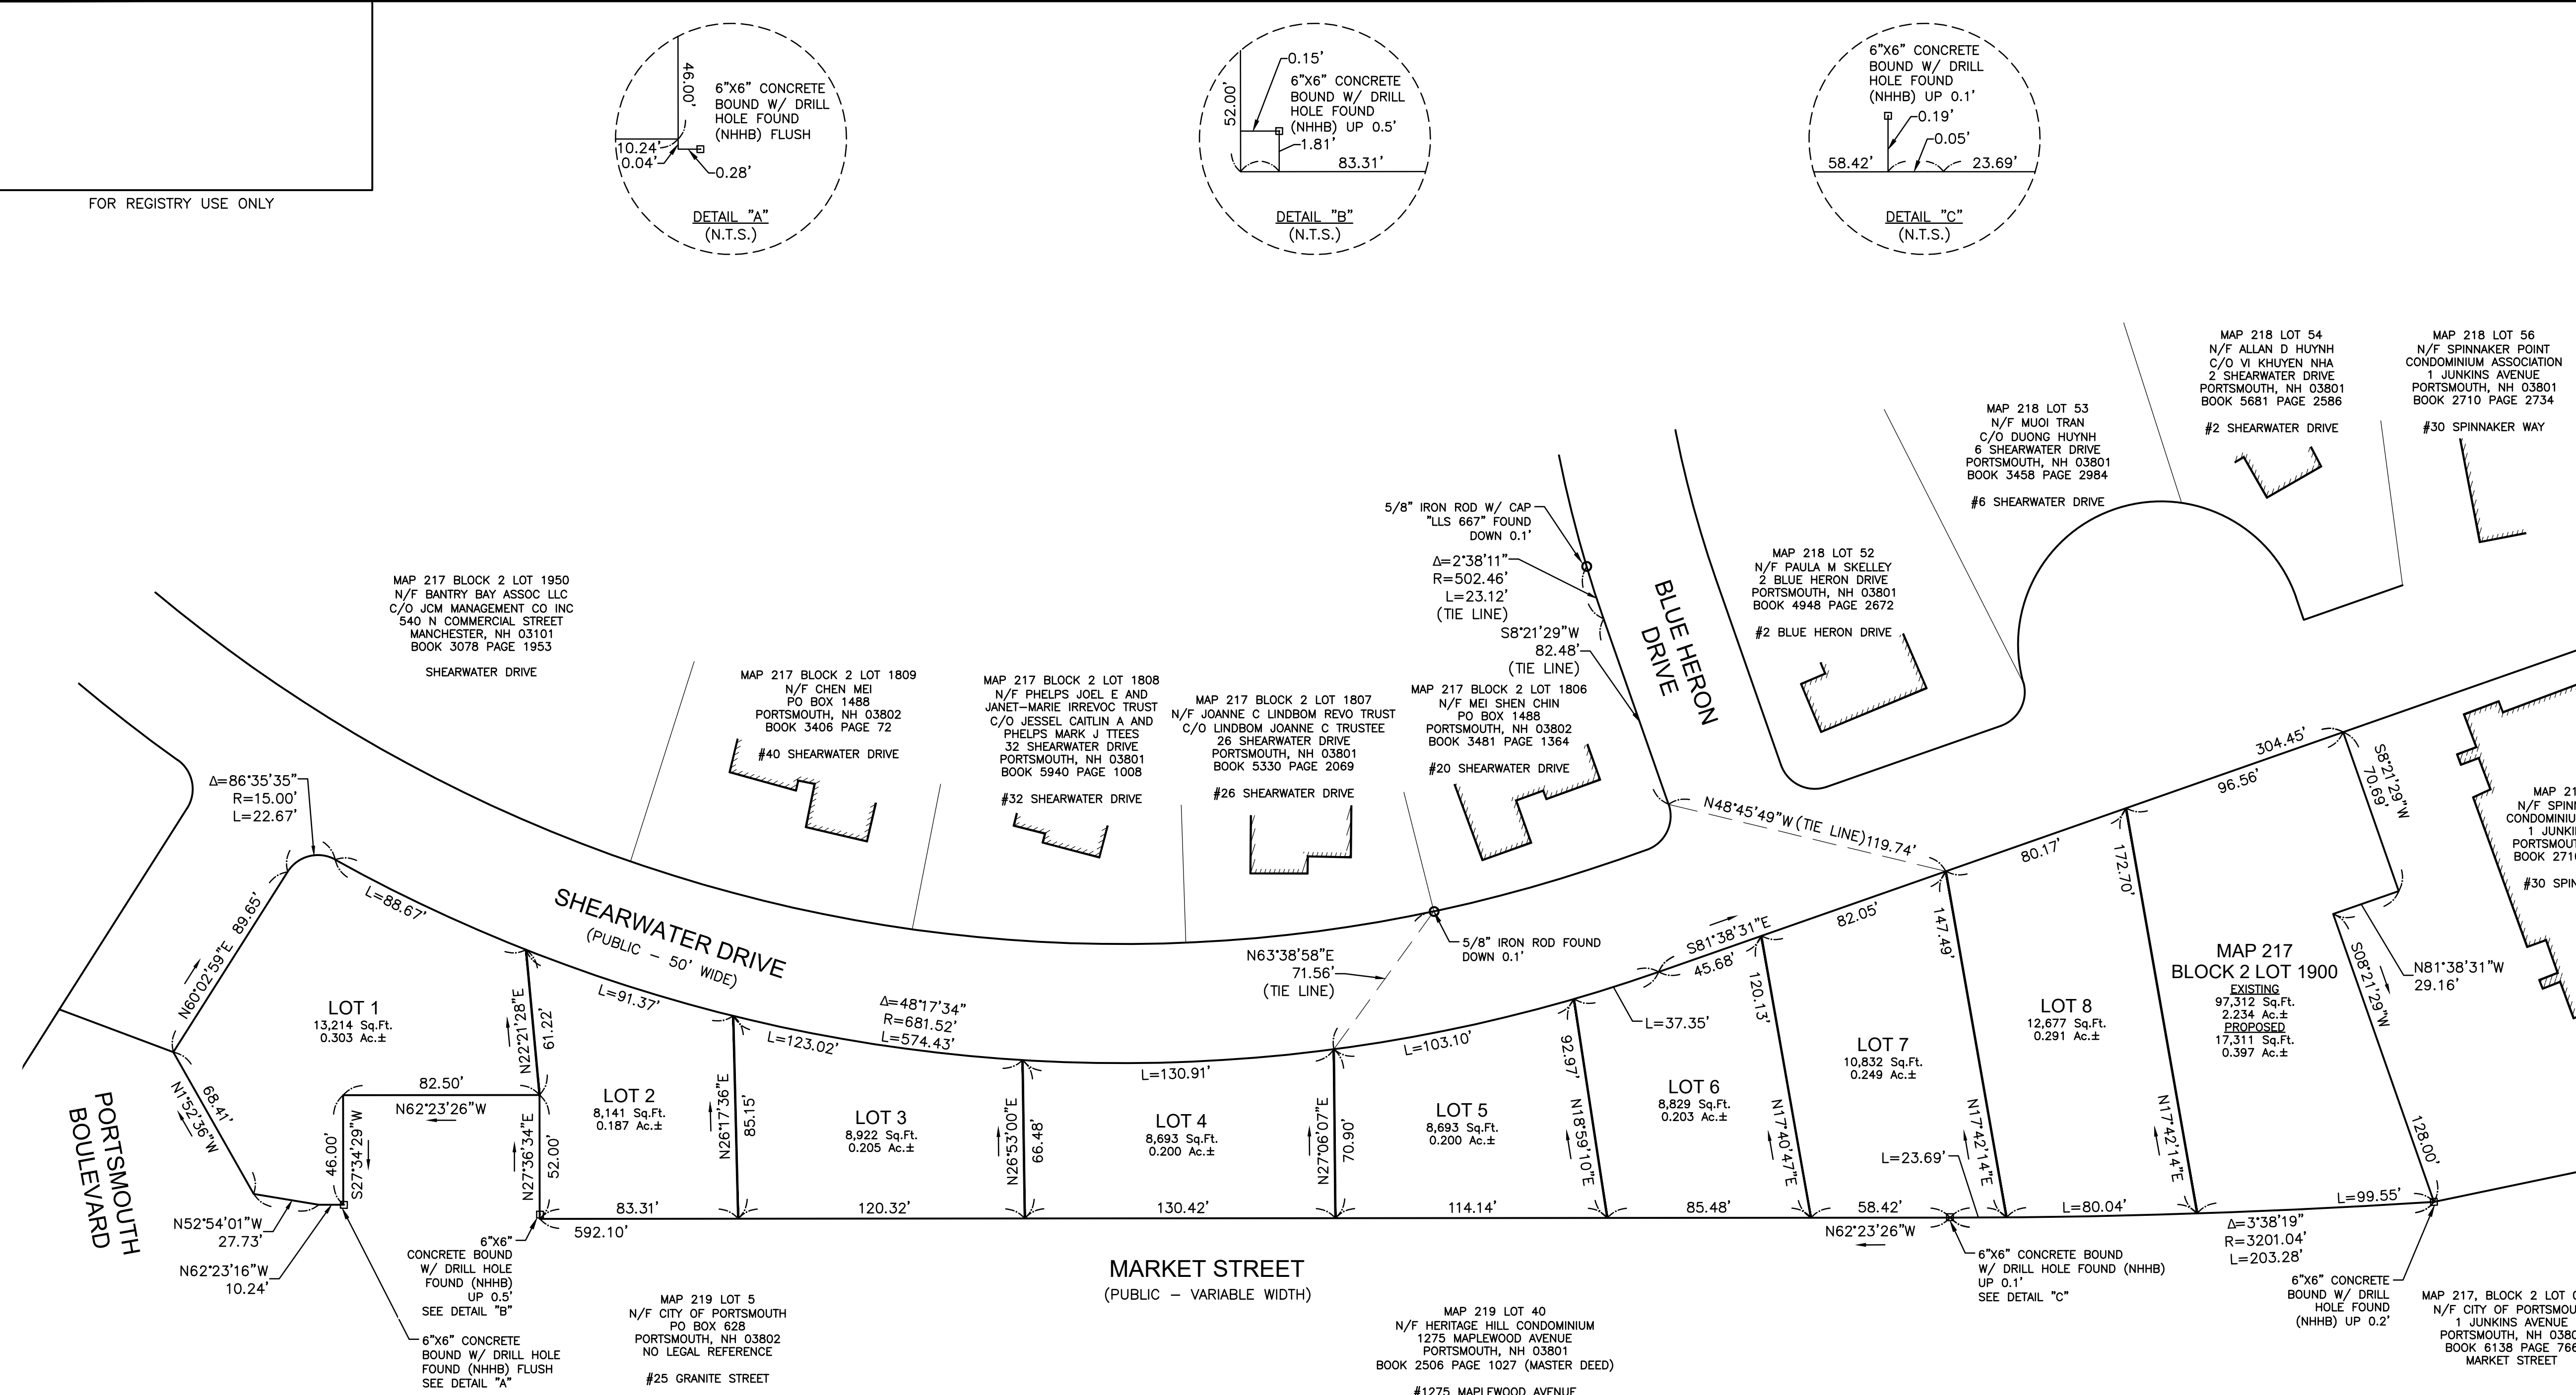 FOR REGISTRY USE ONLY
46.00'
6"X6" CONCRETE
BOUND W/ DRILL
HOLE FOUND
(NHHB) FLUSH
10.24'
0.04'
0.28'
DETAIL "A"
(N.T.S.)
0.15'
52.00'
6"X6" CONCRETE
BOUND W/ DRILL
HOLE FOUND
(NHHB) UP 0.5'
1.81'
83.31'
DETAIL "B"
(N.T.S.)
6"X6" CONCRETE
BOUND W/ DRILL
HOLE FOUND
(NHHB) UP 0.1'
0.19'
0.05'
58.42'
23.69'
DETAIL "C"
(N.T.S.)
MAP 218 LOT 54
N/F ALLAN D HUYNH
C/O VI KHUYEN NHA
2 SHEARWATER DRIVE
PORTSMOUTH, NH 03801
BOOK 5681 PAGE 2586
#2 SHEARWATER DRIVE
MAP 218 LOT 56
N/F SPINNAKER POINT
CONDOMINIUM ASSOCIATION
1 JUNKINS AVENUE
PORTSMOUTH, NH 03801
BOOK 2710 PAGE 2734
#30 SPINNAKER WAY
MAP 218 LOT 53
N/F MUOI TRAN
C/O DUONG HUYNH
6 SHEARWATER DRIVE
PORTSMOUTH, NH 03801
BOOK 3458 PAGE 2984
#6 SHEARWATER DRIVE
5/8" IRON ROD W/ CAP
"LLS 667" FOUND
DOWN 0.1'
Δ=2°38'11"
R=502.46'
L=23.12'
(TIE LINE)
S8°21'29"W
82.48'
(TIE LINE)
BLUE HERON
DRIVE
MAP 218 LOT 52
N/F PAULA M SKELLEY
2 BLUE HERON DRIVE
PORTSMOUTH, NH 03801
BOOK 4948 PAGE 2672
#2 BLUE HERON DRIVE
MAP 217 BLOCK 2 LOT 1950
N/F BANTRY BAY ASSOC LLC
C/O JCM MANAGEMENT CO INC
540 N COMMERCIAL STREET
MANCHESTER, NH 03101
BOOK 3078 PAGE 1953
SHEARWATER DRIVE
MAP 217 BLOCK 2 LOT 1809
N/F CHEN MEI
PO BOX 1488
PORTSMOUTH, NH 03802
BOOK 3406 PAGE 72
#40 SHEARWATER DRIVE
MAP 217 BLOCK 2 LOT 1808
N/F PHELPS JOEL E AND
JANET-MARIE IRREVOC TRUST
C/O JESSEL CAITLIN A AND
PHELPS MARK J TTEES
32 SHEARWATER DRIVE
PORTSMOUTH, NH 03801
BOOK 5940 PAGE 1008
#32 SHEARWATER DRIVE
MAP 217 BLOCK 2 LOT 1807
N/F JOANNE C LINDBOM REVO TRUST
C/O LINDBOM JOANNE C TRUSTEE
26 SHEARWATER DRIVE
PORTSMOUTH, NH 03801
BOOK 5330 PAGE 2069
#26 SHEARWATER DRIVE
MAP 217 BLOCK 2 LOT 1806
N/F MEI SHEN CHIN
PO BOX 1488
PORTSMOUTH, NH 03802
BOOK 3481 PAGE 1364
#20 SHEARWATER DRIVE
Δ=86°35'35"
R=15.00'
L=22.67'
N60°02'59"E 89.65'
L=88.67'
SHEARWATER DRIVE
(PUBLIC - 50' WIDE)
L=91.37'
L=123.02'
Δ=48°17'34"
R=681.52'
L=574.43'
L=130.91'
N63°38'58"E
71.56'
(TIE LINE)
5/8" IRON ROD FOUND
DOWN 0.1'
L=103.10'
L=37.35'
N48°45'49"W (TIE LINE) 119.74'
S81°38'31"E
45.68'
82.05'
80.17'
96.56'
304.45'
S8°21'29"W
70.69'
N81°38'31"W
29.16'
S08°21'29"W
128.00'
LOT 1
13,214 Sq.Ft.
0.303 Ac.±
N22°21'28"E
61.22'
82.50'
N62°23'26"W
46.00'
S27°34'29"W
N1°52'36"W
68.41'
N27°36'34"E
52.00'
PORTSMOUTH
BOULEVARD
N52°54'01"W
27.73'
N62°23'16"W
10.24'
LOT 2
8,141 Sq.Ft.
0.187 Ac.±
N26°17'36"E
85.15'
LOT 3
8,922 Sq.Ft.
0.205 Ac.±
N26°53'00"E
66.48'
LOT 4
8,693 Sq.Ft.
0.200 Ac.±
N27°06'07"E
70.90'
LOT 5
8,693 Sq.Ft.
0.200 Ac.±
92.97'
N18°59'10"E
LOT 6
8,829 Sq.Ft.
0.203 Ac.±
120.13'
N17°40'47"E
LOT 7
10,832 Sq.Ft.
0.249 Ac.±
147.49'
N17°42'14"E
LOT 8
12,677 Sq.Ft.
0.291 Ac.±
172.70'
N17°42'14"E
MAP 217
BLOCK 2 LOT 1900
EXISTING
97,312 Sq.Ft.
2.234 Ac.±
PROPOSED
17,311 Sq.Ft.
0.397 Ac.±
MAP 21
N/F SPINN
CONDOMINIU
1 JUNKI
PORTSMOUT
BOOK 2710
#30 SPIN
83.31'
592.10'
120.32'
130.42'
114.14'
85.48'
58.42'
N62°23'26"W
L=23.69'
L=80.04'
L=99.55'
Δ=3°38'19"
R=3201.04'
L=203.28'
6"X6"
CONCRETE BOUND
W/ DRILL HOLE
FOUND (NHHB)
UP 0.5'
SEE DETAIL "B"
6"X6" CONCRETE
BOUND W/ DRILL HOLE
FOUND (NHHB) FLUSH
SEE DETAIL "A"
MARKET STREET
(PUBLIC - VARIABLE WIDTH)
MAP 219 LOT 5
N/F CITY OF PORTSMOUTH
PO BOX 628
PORTSMOUTH, NH 03802
NO LEGAL REFERENCE
#25 GRANITE STREET
MAP 219 LOT 40
N/F HERITAGE HILL CONDOMINIUM
1275 MAPLEWOOD AVENUE
PORTSMOUTH, NH 03801
BOOK 2506 PAGE 1027 (MASTER DEED)
#1275 MAPLEWOOD AVENUE
6"X6" CONCRETE BOUND
W/ DRILL HOLE FOUND (NHHB)
UP 0.1'
SEE DETAIL "C"
6"X6" CONCRETE
BOUND W/ DRILL
HOLE FOUND
(NHHB) UP 0.2'
MAP 217, BLOCK 2 LOT
N/F CITY OF PORTSMOU
1 JUNKINS AVENUE
PORTSMOUTH, NH 038
BOOK 6138 PAGE 766
MARKET STREET